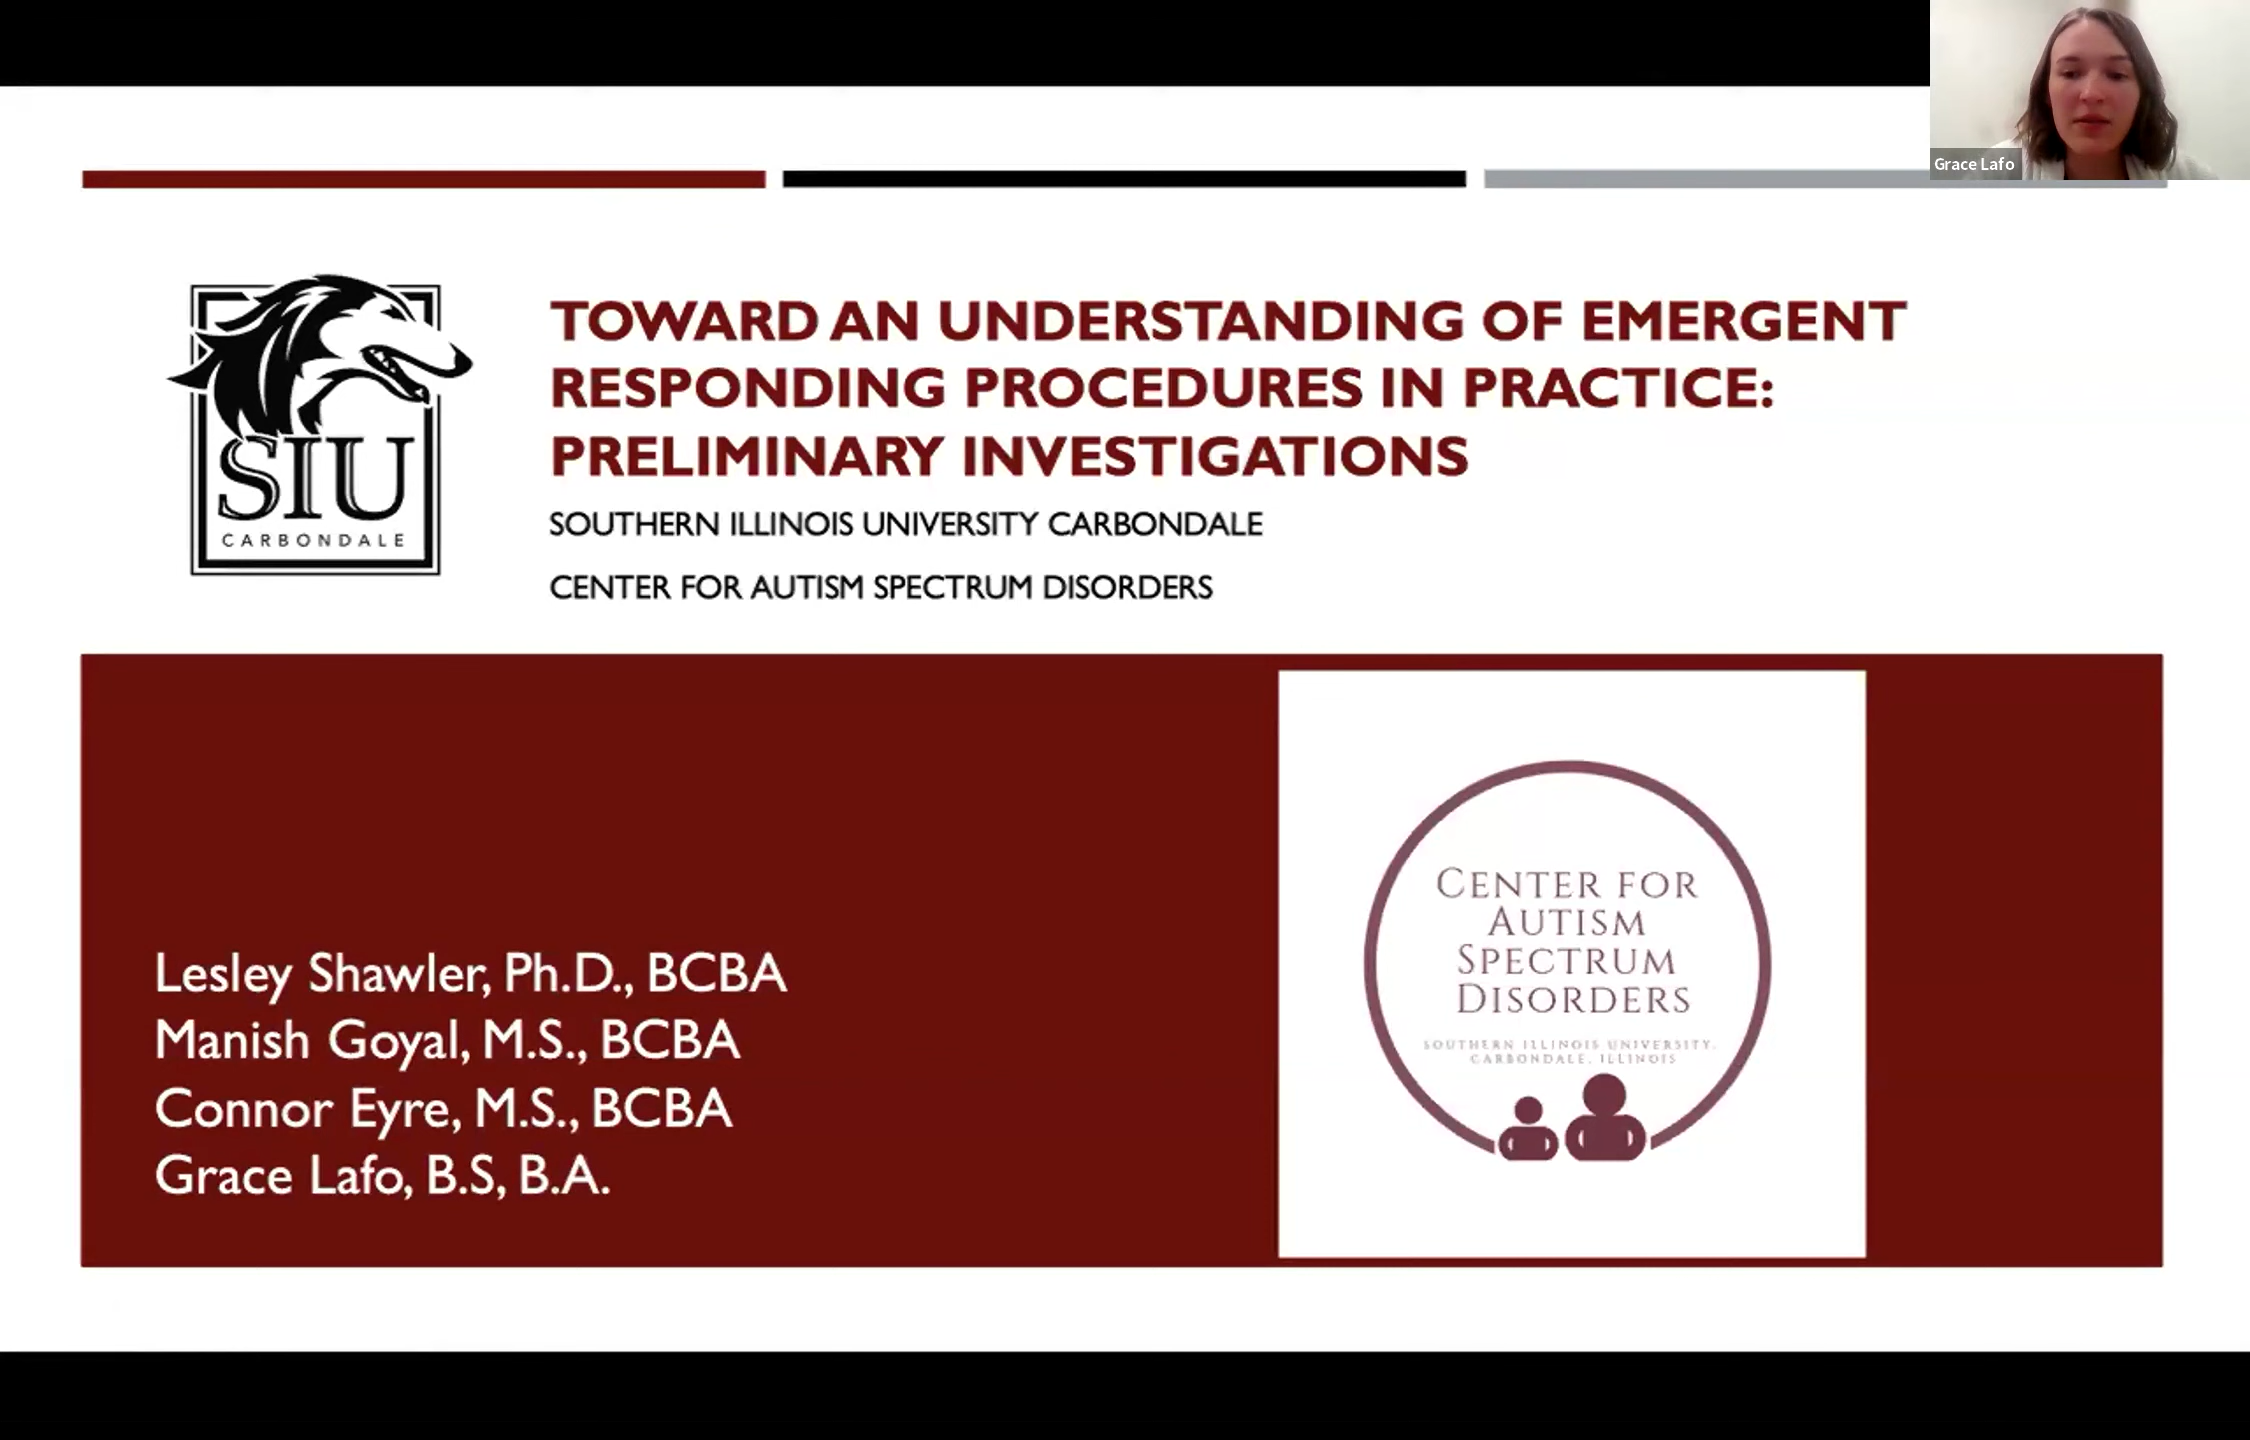 Grace Lafo
TOWARD AN UNDERSTANDING OF EMERGENT
RESPONDING PROCEDURES IN PRACTICE:
PRELIMINARY INVESTIGATIONS
SOUTHERN ILLINOIS UNIVERSITY CARBONDALE
CENTER FOR AUTISM SPECTRUM DISORDERS
SIU
CARBONDALE
Lesley Shawler, Ph.D., BCBA
Manish Goyal, M.S., BCBA
Connor Eyre, M.S., BCBA
Grace Lafo, B.S, B.A.
CENTER FOR
AUTISM
SPECTRUM
DISORDERS
SOUTHERN ILLINOIS UNIVERSITY,
CARBONDALE, ILLINOIS